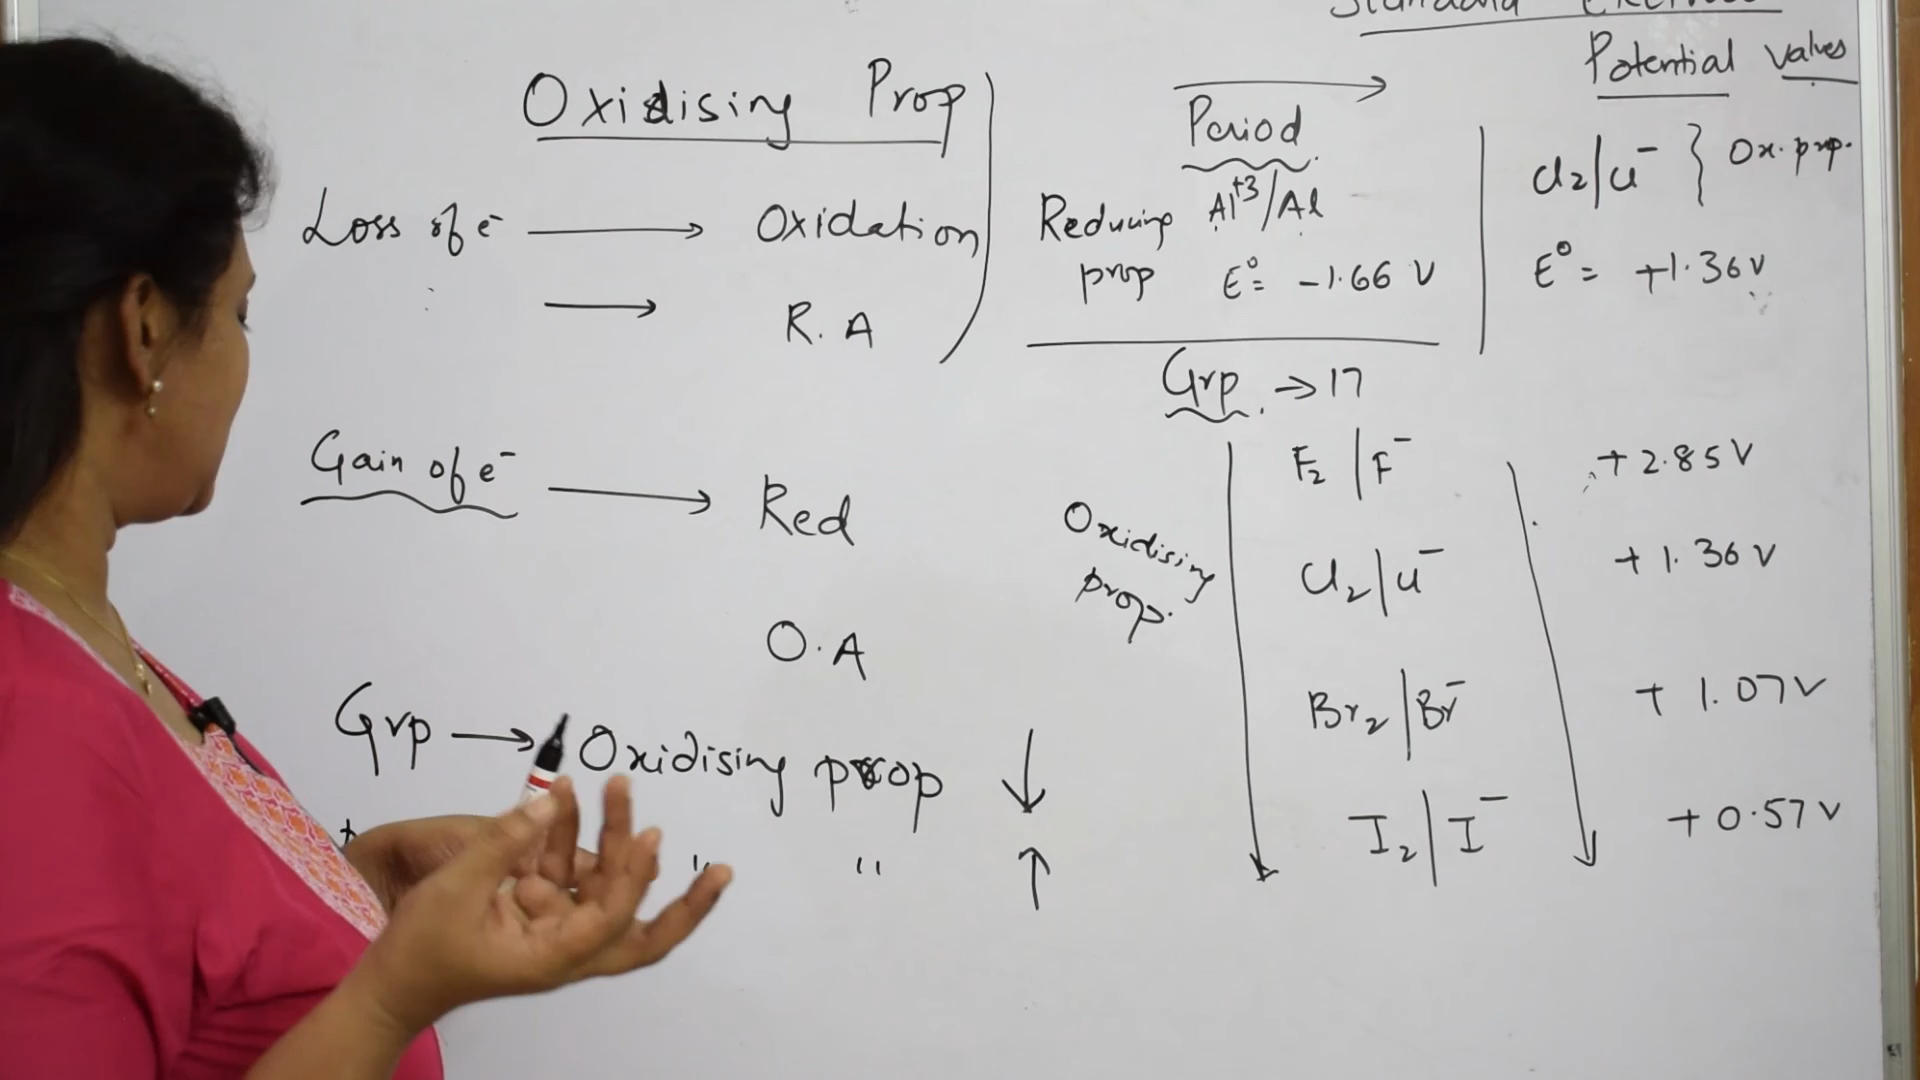 Standard
Potential values
Oxidising Prop
Loss of e⁻ → Oxidation
→ R.A
Gain of e⁻ → Red
O.A
Grp → Oxidising prop ↓
" " ↑
→
Period
Reducing prop
Al⁺³/Al
E° = -1.66 V
Cl₂/Cl⁻ } Ox. prp.
E° = +1.36 V
Grp. → 17
Oxidising prop.
F₂ | F⁻ + 2.85 V
Cl₂ | Cl⁻ + 1.36 V
Br₂ | Br⁻ + 1.07 V
I₂ | I⁻ + 0.57 V